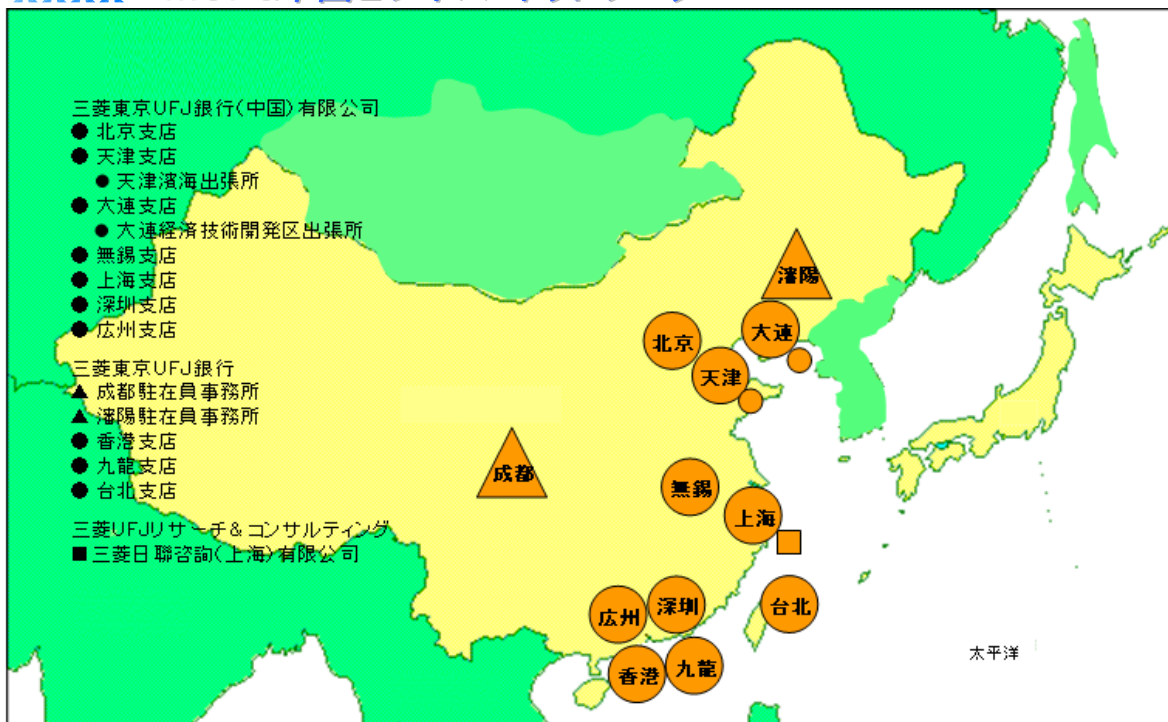 三菱東京UFJ銀行(中国)有限公司
● 北京支店
● 天津支店
● 天津濱海出張所
● 大連支店
● 大連経済技術開発区出張所
● 無錫支店
● 上海支店
● 深圳支店
● 広州支店
三菱東京UFJ銀行
▲ 成都駐在員事務所
▲ 瀋陽駐在員事務所
● 香港支店
● 九龍支店
● 台北支店
三菱UFJリサーチ&コンサルティング
■ 三菱日聯咨詢(上海)有限公司
瀋陽
大連
北京
天津
成都
無錫
上海
広州
深圳
台北
香港
九龍
太平洋